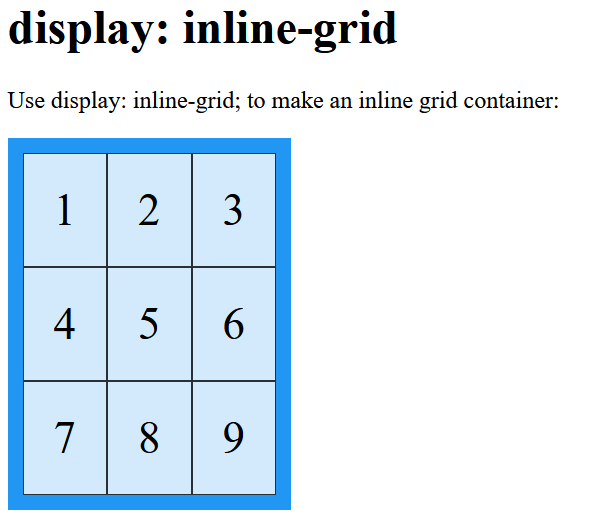 display: inline-grid
Use display: inline-grid; to make an inline grid container:
1 2 3
4 5 6
7 8 9